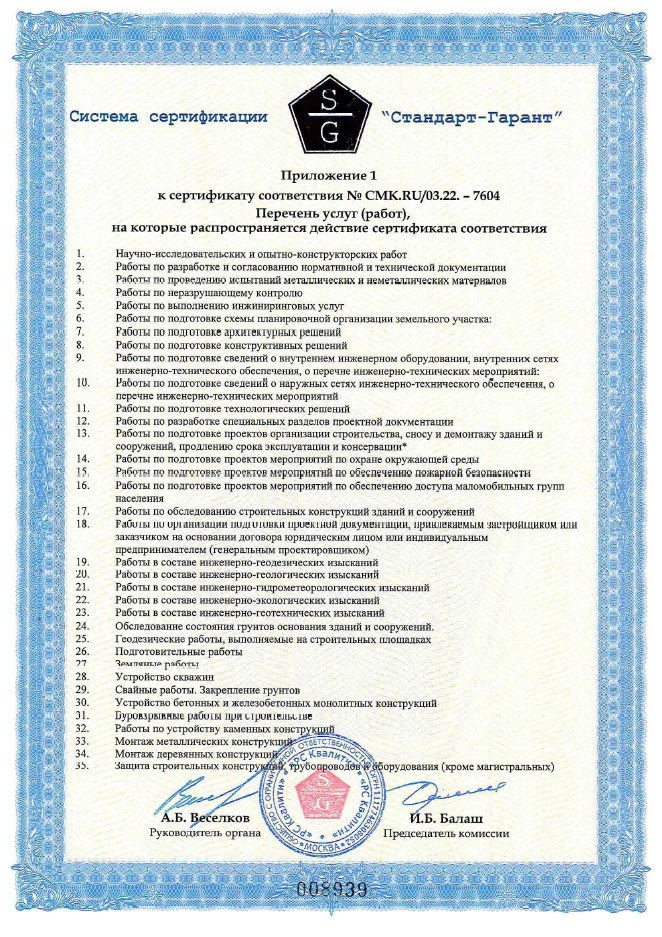 Система сертификации
S
G
"Стандарт-Гарант"
Приложение 1
к сертификату соответствия № СМК.RU/03.22. – 7604
Перечень услуг (работ),
на которые распространяется действие сертификата соответствия
1. Научно-исследовательских и опытно-конструкторских работ
2. Работы по разработке и согласованию нормативной и технической документации
3. Работы по проведению испытаний металлических и неметаллических материалов
4. Работы по неразрушающему контролю
5. Работы по выполнению инжиниринговых услуг
6. Работы по подготовке схемы планировочной организации земельного участка:
7. Работы по подготовке архитектурных решений
8. Работы по подготовке конструктивных решений
9. Работы по подготовке сведений о внутреннем инженерном оборудовании, внутренних сетях
инженерно-технического обеспечения, о перечне инженерно-технических мероприятий:
10. Работы по подготовке сведений о наружных сетях инженерно-технического обеспечения, о
перечне инженерно-технических мероприятий
11. Работы по подготовке технологических решений
12. Работы по разработке специальных разделов проектной документации
13. Работы по подготовке проектов организации строительства, сносу и демонтажу зданий и
сооружений, продлению срока эксплуатации и консервации*
14. Работы по подготовке проектов мероприятий по охране окружающей среды
15. Работы по подготовке проектов мероприятий по обеспечению пожарной безопасности
16. Работы по подготовке проектов мероприятий по обеспечению доступа маломобильных групп
населения
17. Работы по обследованию строительных конструкций зданий и сооружений
18. Работы по организации подготовки проектной документации, привлекаемым застройщиком или
заказчиком на основании договора юридическим лицом или индивидуальным
предпринимателем (генеральным проектировщиком)
19. Работы в составе инженерно-геодезических изысканий
20. Работы в составе инженерно-геологических изысканий
21. Работы в составе инженерно-гидрометеорологических изысканий
22. Работы в составе инженерно-экологических изысканий
23. Работы в составе инженерно-геотехнических изысканий
24. Обследование состояния грунтов основания зданий и сооружений.
25. Геодезические работы, выполняемые на строительных площадках
26. Подготовительные работы
27. Земляные работы
28. Устройство скважин
29. Свайные работы. Закрепление грунтов
30. Устройство бетонных и железобетонных монолитных конструкций
31. Буровзрывные работы при строительстве
32. Работы по устройству каменных конструкций
33. Монтаж металлических конструкций
34. Монтаж деревянных конструкций
35. Защита строительных конструкций, трубопроводов и оборудования (кроме магистральных)
А.Б. Веселков
Руководитель органа
И.Б. Балаш
Председатель комиссии
ОБЩЕСТВО С ОГРАНИЧЕННОЙ ОТВЕТСТВЕННОСТЬЮ
«РС Квалити» «РС Квалити» «РС Квалити»
S
G
МОСКВА
008939